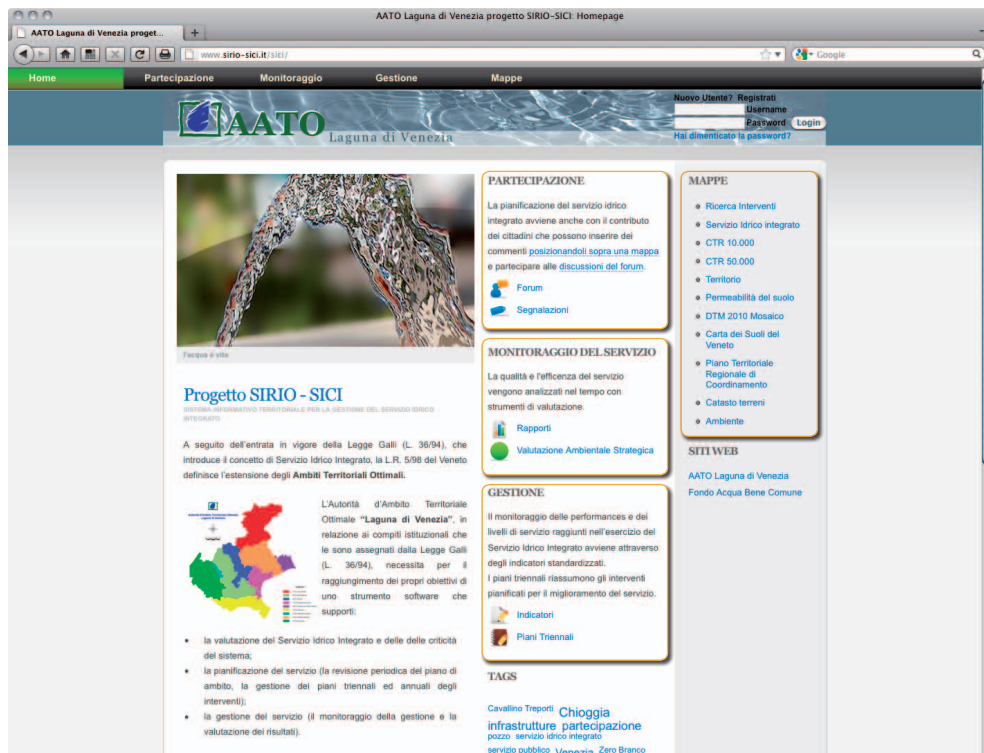 AATO Laguna di Venezia progetto SIRIO-SICI: Homepage
AATO Laguna di Venezia proget...
www.sirio-sici.it/sici/
Google
Home
Partecipazione
Monitoraggio
Gestione
Mappe
Nuovo Utente? Registrati
Username
Password
Login
Hai dimenticato la password?
AATO
Laguna di Venezia
l'acqua è vita
Progetto SIRIO - SICI
SISTEMA INFORMATIVO TERRITORIALE PER LA GESTIONE DEL SERVIZIO IDRICO
INTEGRATO
A seguito dell'entrata in vigore della Legge Galli (L. 36/94), che
introduce il concetto di Servizio Idrico Integrato, la L.R. 5/98 del Veneto
definisce l'estensione degli Ambiti Territoriali Ottimali.
L'Autorità d'Ambito Territoriale
Ottimale "Laguna di Venezia", in
relazione ai compiti istituzionali che
le sono assegnati dalla Legge Galli
(L. 36/94), necessita per il
raggiungimento dei propri obiettivi di
uno strumento software che
supporti:
• la valutazione del Servizio Idrico Integrato e delle delle criticità
del sistema;
• la pianificazione del servizio (la revisione periodica del piano di
ambito, la gestione dei piani triennali ed annuali degli
interventi);
• la gestione del servizio (il monitoraggio della gestione e la
valutazione dei risultati).
PARTECIPAZIONE
La pianificazione del servizio idrico
integrato avviene anche con il contributo
dei cittadini che possono inserire dei
commenti posizionandoli sopra una mappa
e partecipare alle discussioni del forum.
Forum
Segnalazioni
MONITORAGGIO DEL SERVIZIO
La qualità e l'efficenza del servizio
vengono analizzati nel tempo con
strumenti di valutazione.
Rapporti
Valutazione Ambientale Strategica
GESTIONE
Il monitoraggio delle performances e dei
livelli di servizio raggiunti nell'esercizio del
Servizio Idrico Integrato avviene attraverso
degli indicatori standardizzati.
I piani triennali riassumono gli interventi
pianificati per il miglioramento del servizio.
Indicatori
Piani Triennali
TAGS
Cavallino Treporti Chioggia
infrastrutture partecipazione
pozzo servizio idrico integrato
servizio pubblico Venezia Zero Branco
MAPPE
Ricerca Interventi
Servizio Idrico integrato
CTR 10.000
CTR 50.000
Territorio
Permeabilità del suolo
DTM 2010 Mosaico
Carta dei Suoli del
Veneto
Piano Territoriale
Regionale di
Coordinamento
Catasto terreni
Ambiente
SITI WEB
AATO Laguna di Venezia
Fondo Acqua Bene Comune